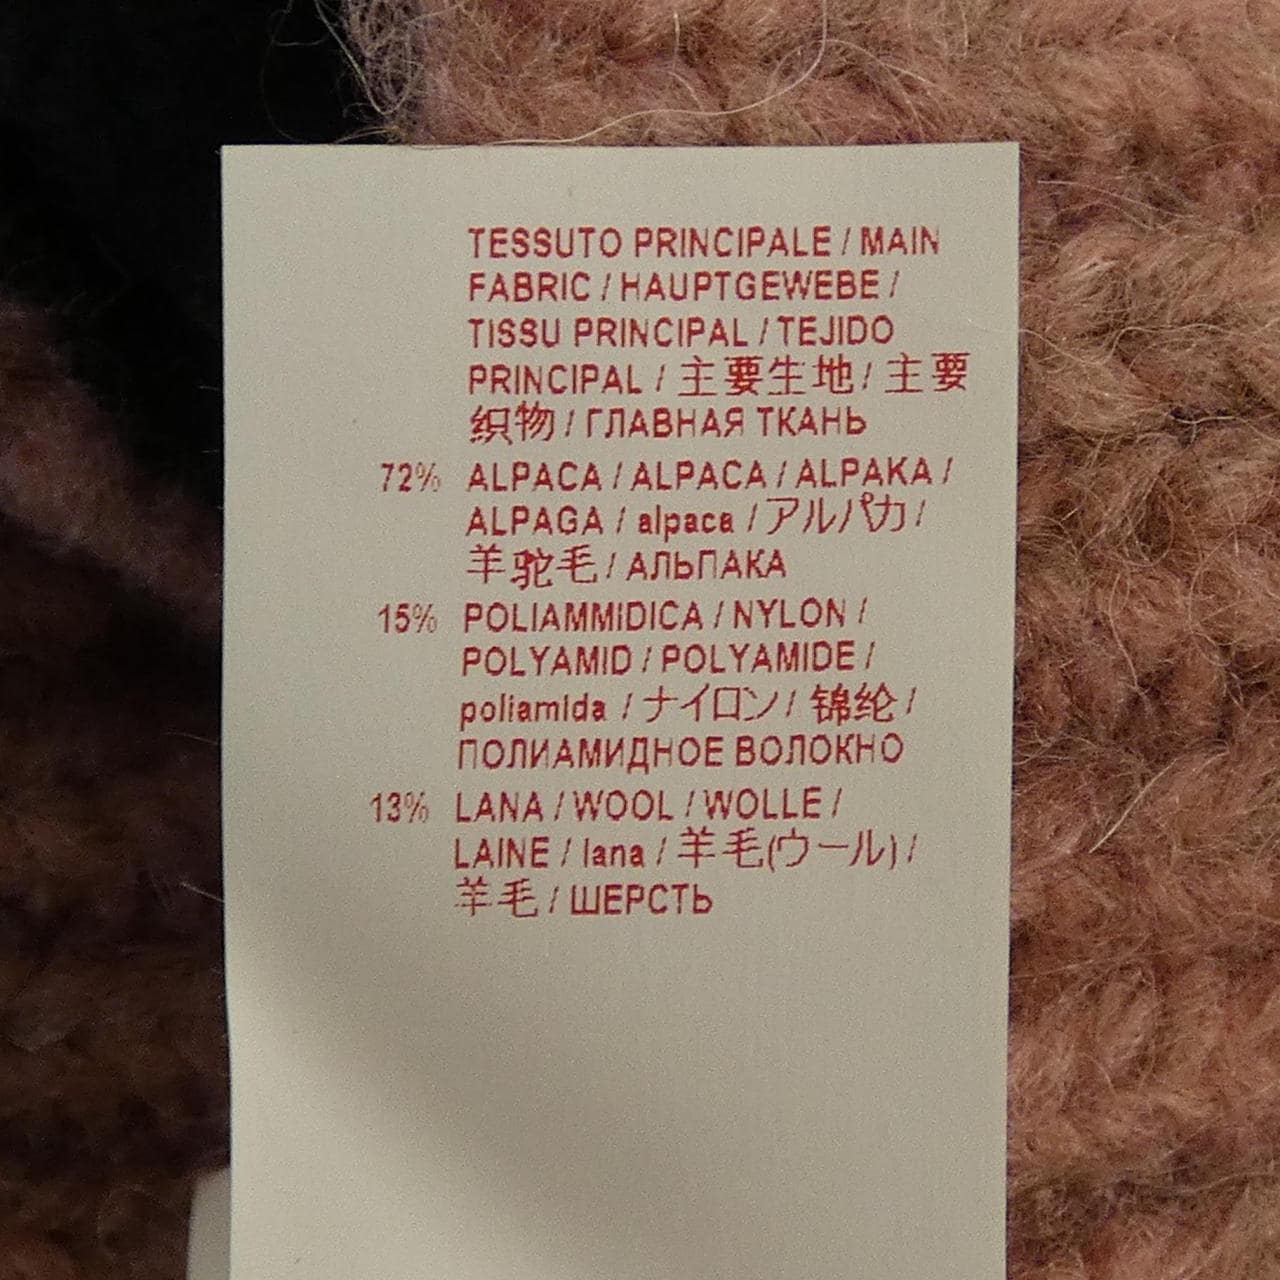 TESSUTO PRINCIPALE / MAIN
FABRIC / HAUPTGEWEBE /
TISSU PRINCIPAL / TEJIDO
PRINCIPAL / 主要生地 / 主要
织物 / ГЛАВНАЯ ТКАНЬ
72% ALPACA / ALPACA / ALPAKA /
ALPAGA / alpaca / アルパカ /
羊驼毛 / АЛЬПАКА
15% POLIAMMIDICA / NYLON /
POLYAMID / POLYAMIDE /
poliamida / ナイロン / 锦纶 /
ПОЛИАМИДНОЕ ВОЛОКНО
13% LANA / WOOL / WOLLE /
LAINE / lana / 羊毛(ウール) /
羊毛 / ШЕРСТЬ